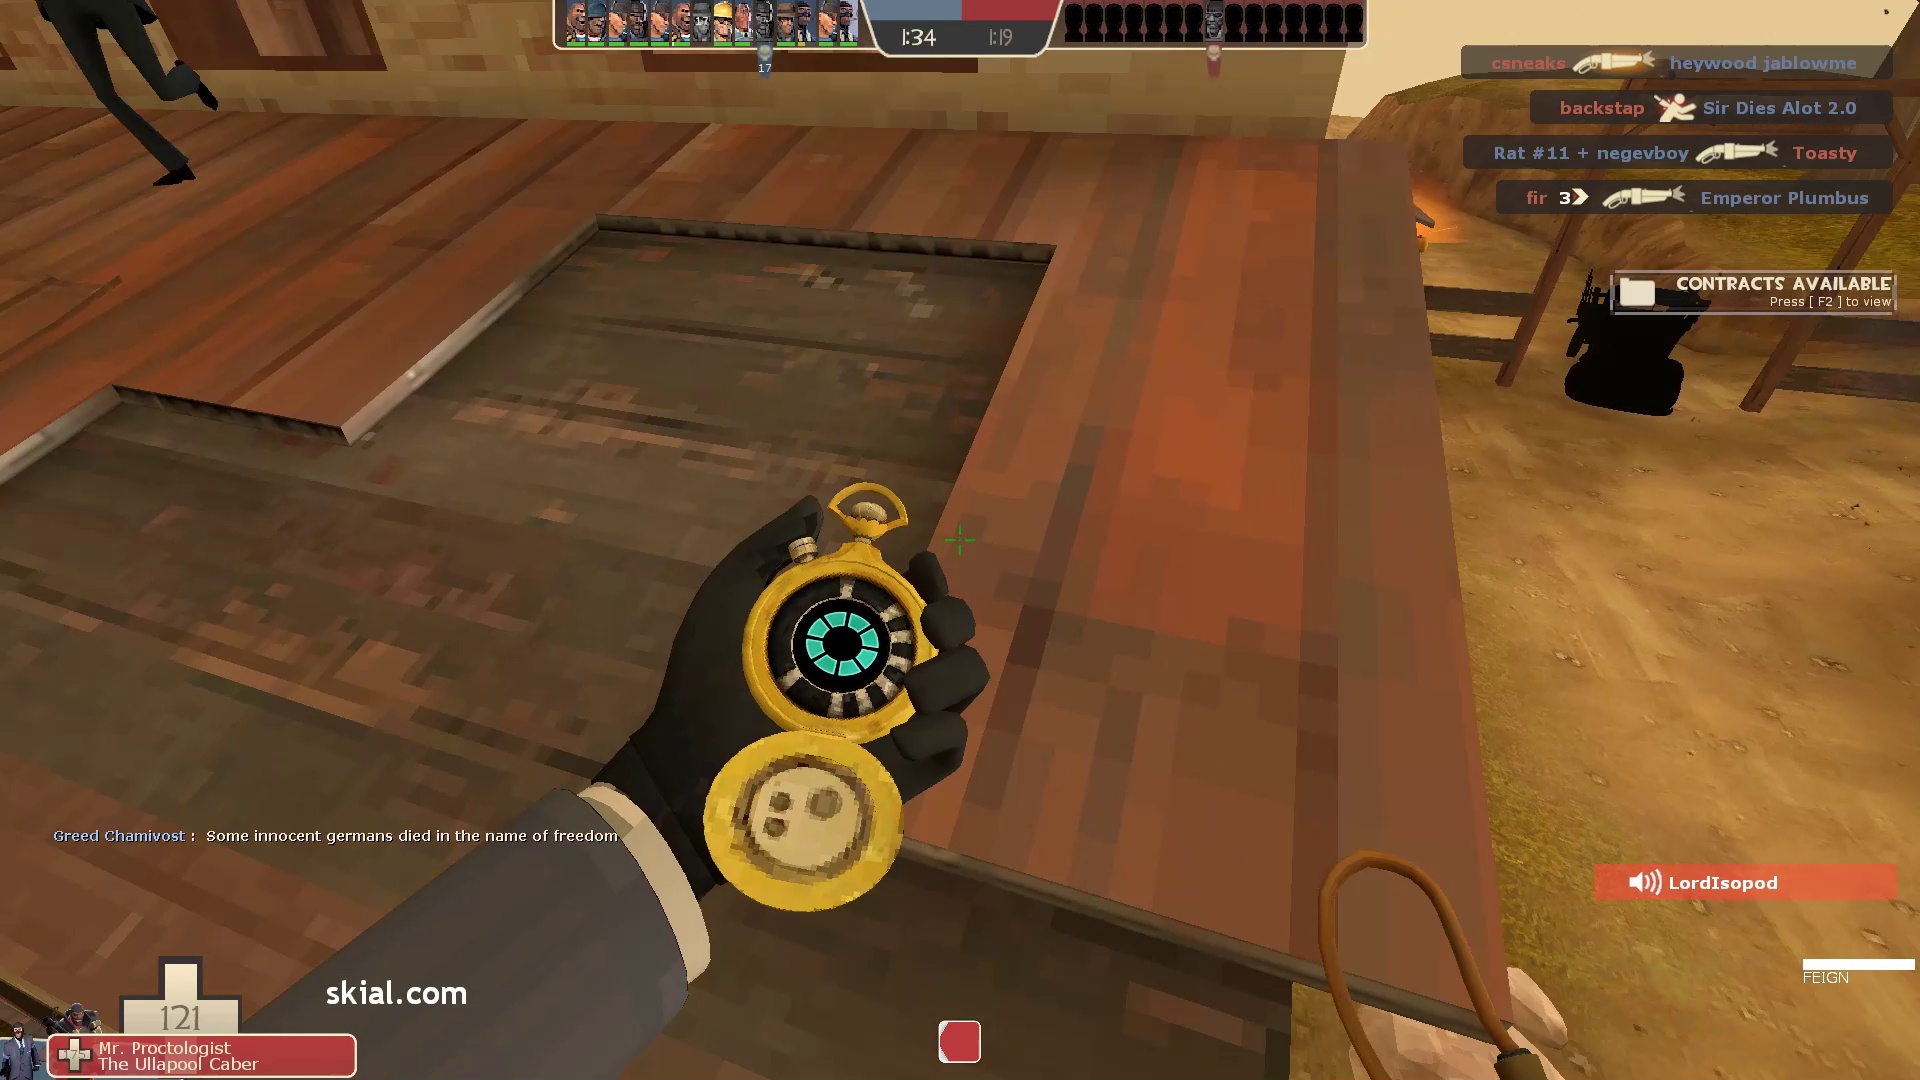 1:34
1:19
17
csneaks heywood jablowme
backstap Sir Dies Alot 2.0
Rat #11 + negevboy Toasty
fir 3 Emperor Plumbus
CONTRACTS AVAILABLE
Press [ F2 ] to view
Greed Chamivost : Some innocent germans died in the name of freedom
LordIsopod
FEIGN
skial.com
121
175
Mr. Proctologist
The Ullapool Caber